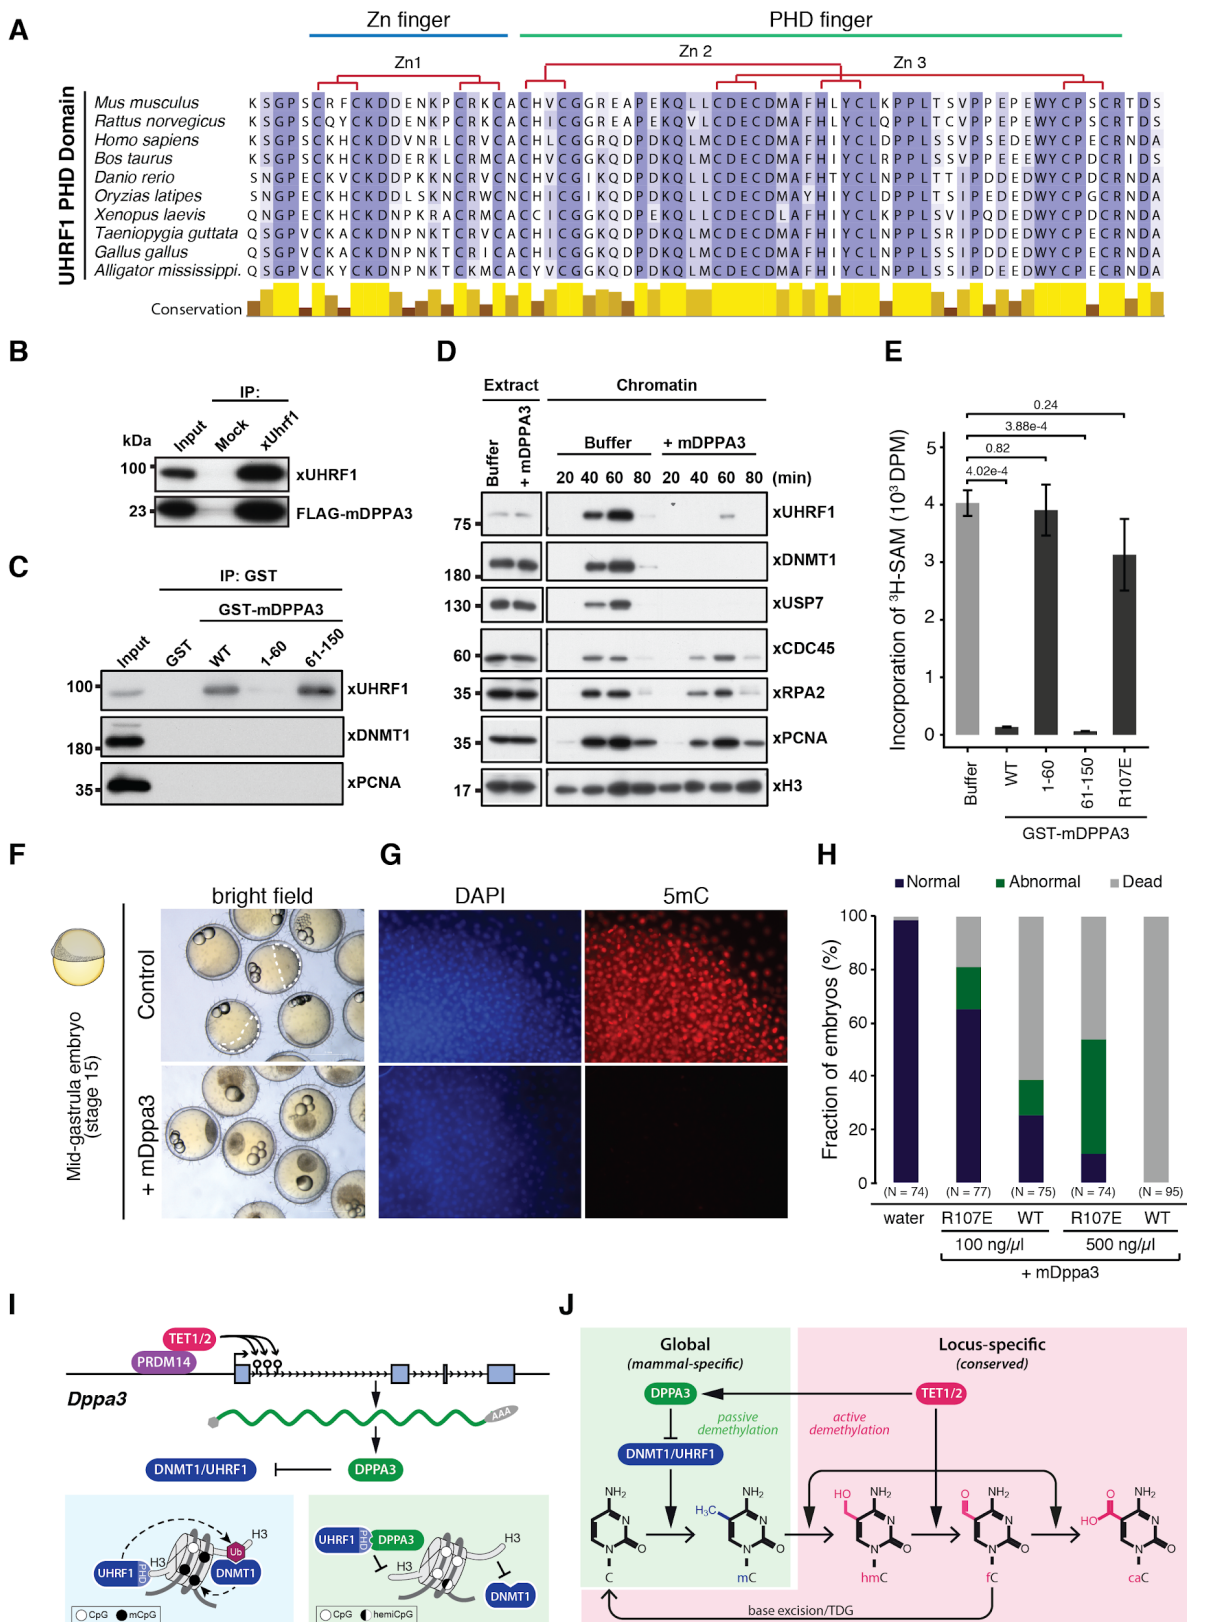 A
Zn finger
PHD finger
Zn1
Zn 2
Zn 3
UHRF1 PHD Domain
Mus musculus K S G P S C R F C K D D E N K P C R K C A C H V C G G R E A P E K Q L L C D E C D M A F H L Y C L K P P L T S V P P E P E W Y C P S C R T D S
Rattus norvegicus K S G P S C Q Y C K D D E N K P C R K C A C H I C G G R E A P E K Q V L C D E C D M A F H L Y C L Q P P L T C V P P E P E W Y C P S C R T D S
Homo sapiens K S G P S C K H C K D D V N R L C R V C A C H L C G G R Q D P D K Q L M C D E C D M A F H I Y C L D P P L S S V P S E D E W Y C P E C R N D A
Bos taurus K S G P S C K H C K D D E R K L C R M C A C H V C G G K Q D P D K Q L M C D E C D M A F H I Y C L R P P L S S V P P E E E W Y C P D C R I D S
Danio rerio S N G P E C K V C K D D P K K N C R V C N C H V C G I K Q D P D K Q L L C D E C D M A F H T Y C L N P P L T T I P D D E D W Y C P D C R N D A
Oryzias latipes S N G P E C K H C K D D L S K N C R W C N C H I C G I K Q D P D K Q L L C D E C D M A Y H I Y C L D P P L T T I P D D E D W Y C P G C R N D A
Xenopus laevis Q N G P E C K H C K D N P K R A C R M C A C C I C G G K Q D P E K Q L L C D E C D L A F H I Y C L K P P L S V I P Q D E D W Y C P D C R N D A
Taeniopygia guttata Q S G P V C K A C K D N P N K T C R V C A C H I C G G K Q D P D K Q L L C D E C D M A F H I Y C L N P P L S S I P D D E D W Y C P E C R N D A
Gallus gallus Q S G P V C K A C K D N P N K T C R I C A C H I C G G K Q D P D K Q L M C D E C D M A F H I Y C L N P P L S R I P D D E D W Y C P E C R N D A
Alligator mississippi. K S G P V C K Y C K D N P N K T C K M C A C Y V C G G K Q D P D K Q L M C D E C D M A F H I Y C L N P P L S S I P D E E D W Y C P E C R N D A
Conservation
B
IP:
kDa
Input
Mock
xUhrf1
100
xUHRF1
23
FLAG-mDPPA3
C
IP: GST
GST-mDPPA3
Input
GST
WT
1-60
61-150
100
xUHRF1
180
xDNMT1
35
xPCNA
D
Extract
Chromatin
Buffer
+ mDPPA3
Buffer
+ mDPPA3
20 40 60 80 20 40 60 80 (min)
75
xUHRF1
180
xDNMT1
130
xUSP7
60
xCDC45
35
xRPA2
35
xPCNA
17
xH3
E
Incorporation of ³H-SAM (10³ DPM)
0.24
3.88e-4
0.82
4.02e-4
5
4
3
2
1
0
Buffer
WT
1-60
61-150
R107E
GST-mDPPA3
F
bright field
Mid-gastrula embryo
(stage 15)
Control
+ mDppa3
G
DAPI
5mC
H
Normal
Abnormal
Dead
Fraction of embryos (%)
100
80
60
40
20
0
(N = 74) (N = 77) (N = 75) (N = 74) (N = 95)
water R107E WT R107E WT
100 ng/µl 500 ng/µl
+ mDppa3
I
TET1/2
PRDM14
Dppa3
AAA
DNMT1/UHRF1
DPPA3
UHRF1
PHD
H3
H3
Ub
DNMT1
CpG mCpG
UHRF1
PHD
DPPA3
H3
H3
DNMT1
CpG hemiCpG
J
Global
(mammal-specific)
Locus-specific
(conserved)
DPPA3
TET1/2
passive
demethylation
active
demethylation
DNMT1/UHRF1
NH₂
N
N
O
C
H₃C
NH₂
N
N
O
mC
HO
NH₂
N
N
O
hmC
O
NH₂
N
N
O
fC
O
HO
NH₂
N
N
O
caC
base excision/TDG